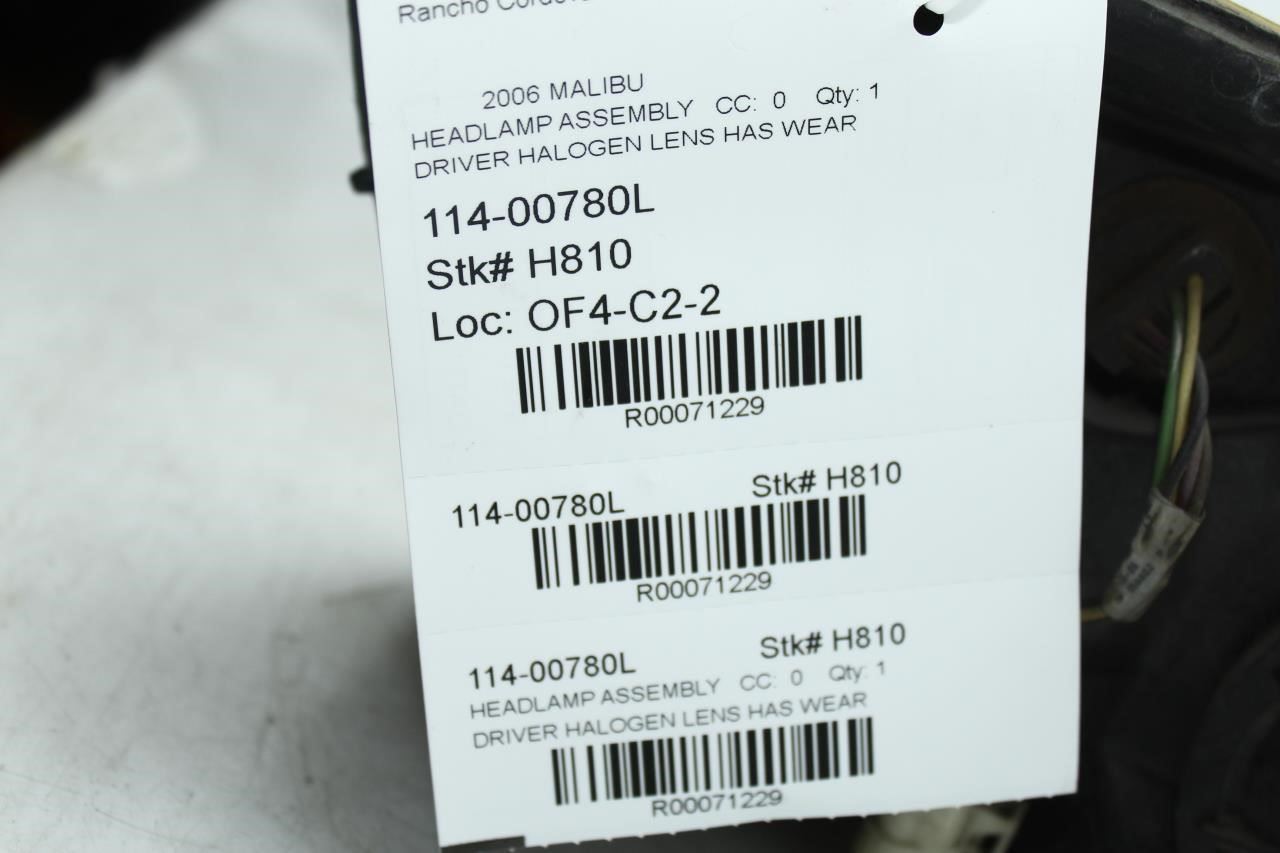 Rancho
2006 MALIBU
HEADLAMP ASSEMBLY CC: 0 Qty: 1
DRIVER HALOGEN LENS HAS WEAR
114-00780L
Stk# H810
Loc: OF4-C2-2
R00071229
114-00780L Stk# H810
R00071229
114-00780L Stk# H810
HEADLAMP ASSEMBLY CC: 0 Qty: 1
DRIVER HALOGEN LENS HAS WEAR
R00071229